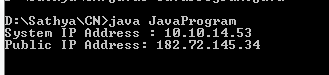 D:\Sathya\CN>java JavaProgram
System IP Address : 10.10.14.53
Public IP Address: 182.72.145.34